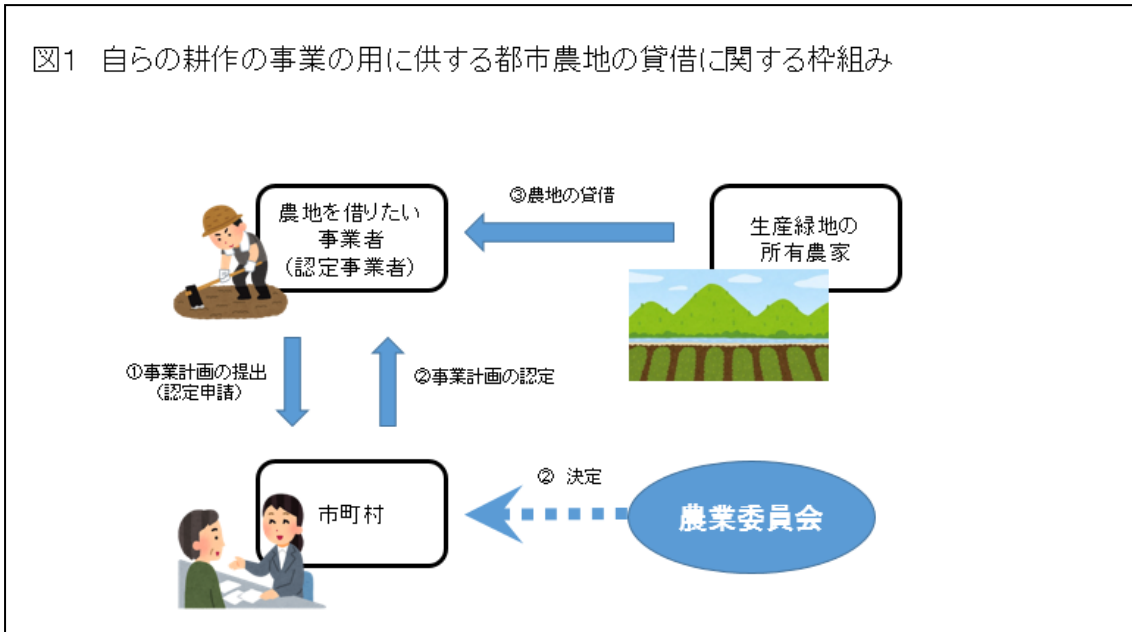 図1 自らの耕作の事業の用に供する都市農地の貸借に関する枠組み
③農地の貸借
農地を借りたい
事業者
（認定事業者）
生産緑地の
所有農家
①事業計画の提出
（認定申請）
②事業計画の認定
② 決定
市町村
農業委員会